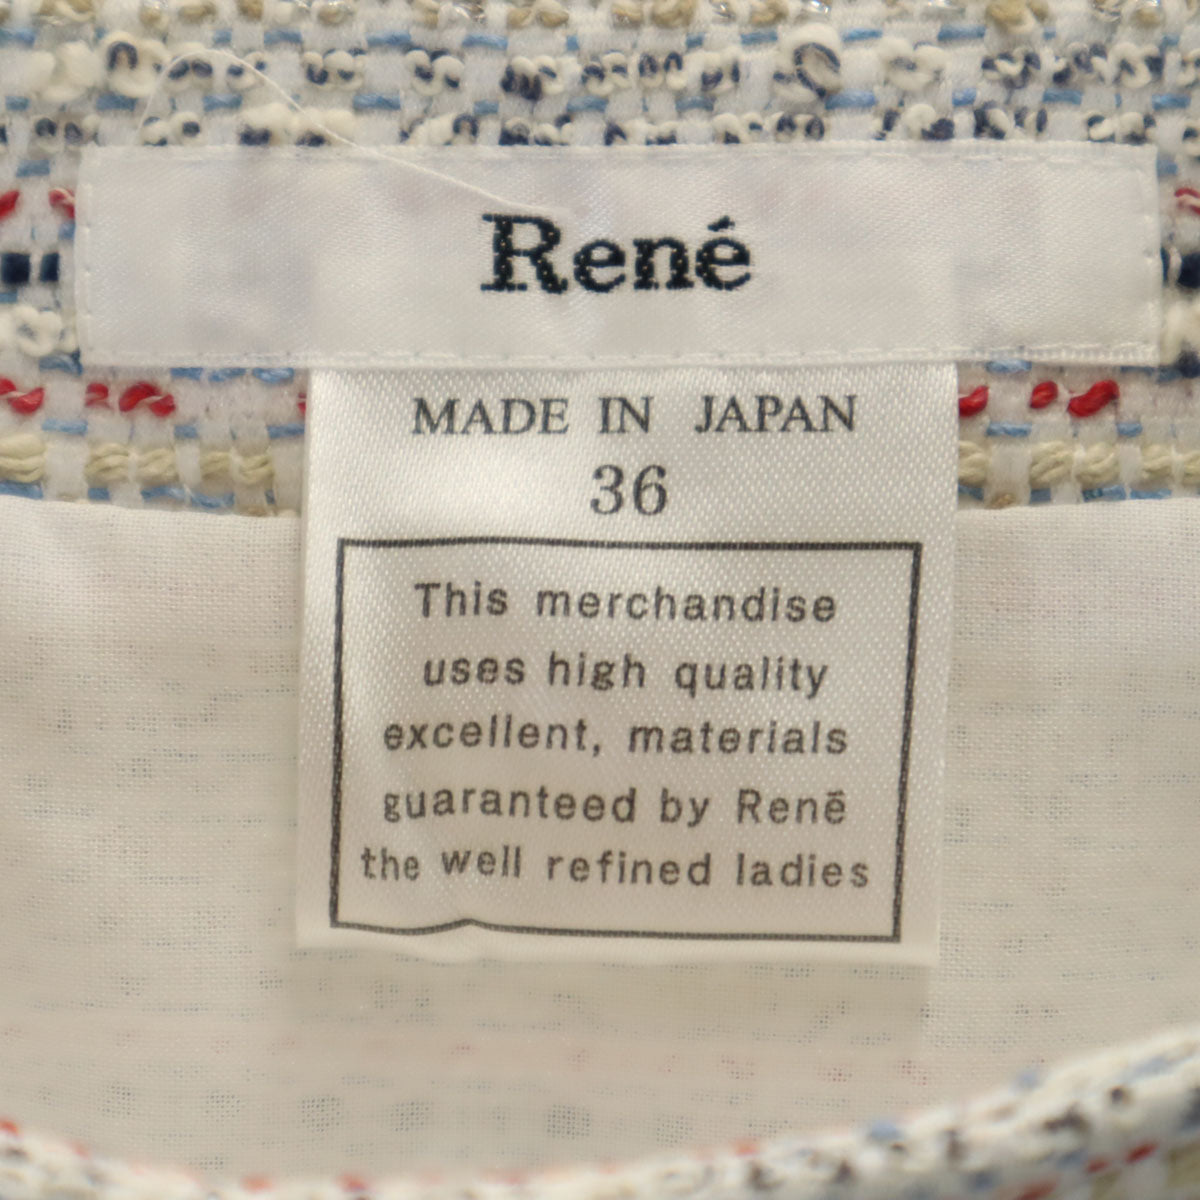 René
MADE IN JAPAN
36
This merchandise
uses high quality
excellent, materials
guaranteed by Renē
the well refined ladies